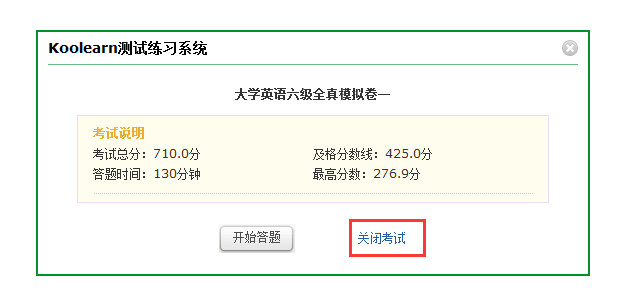 Koolearn测试练习系统
大学英语六级全真模拟卷一
考试说明
考试总分：710.0分 及格分数线：425.0分
答题时间：130分钟 最高分数：276.9分
开始答题 关闭考试